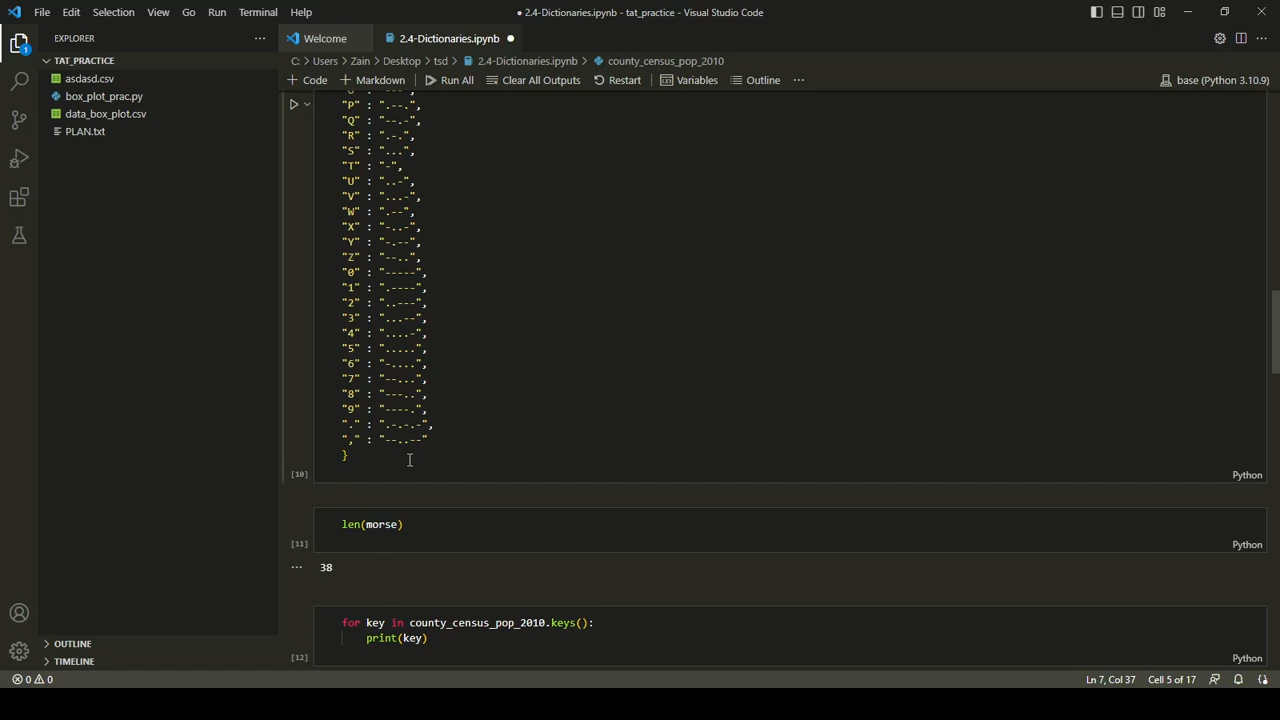 File Edit Selection View Go Run Terminal Help
● 2.4-Dictionaries.ipynb - tat_practice - Visual Studio Code
EXPLORER
Welcome
2.4-Dictionaries.ipynb
TAT_PRACTICE
C: > Users > Zain > Desktop > tsd > 2.4-Dictionaries.ipynb > county_census_pop_2010
asdasd.csv
box_plot_prac.py
data_box_plot.csv
PLAN.txt
+ Code + Markdown Run All Clear All Outputs Restart Variables Outline ...
base (Python 3.10.9)
1
"P" : ".--.",
"Q" : "--.-",
"R" : ".-.",
"S" : "...",
"T" : "-",
"U" : "..-",
"V" : "...-",
"W" : ".--",
"X" : "-..-",
"Y" : "-.--",
"Z" : "--..",
"0" : "-----",
"1" : ".----",
"2" : "..---",
"3" : "...--",
"4" : "....-",
"5" : ".....",
"6" : "-....",
"7" : "--...",
"8" : "---..",
"9" : "----.",
"." : ".-.-.-",
"," : "--..--"
}
[10]
Python
len(morse)
[11]
Python
... 38
for key in county_census_pop_2010.keys():
print(key)
[12]
Python
OUTLINE
TIMELINE
0 0
Ln 7, Col 37 Cell 5 of 17